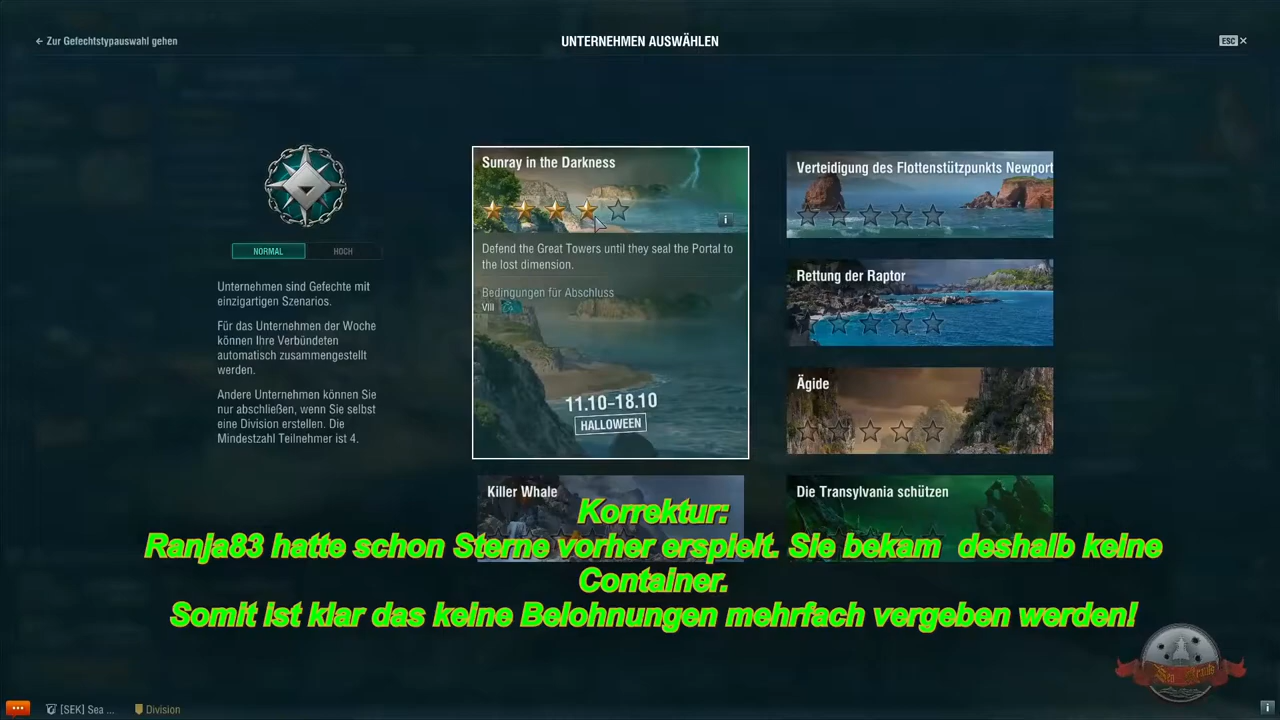 ← Zur Gefechtstypauswahl gehen
UNTERNEHMEN AUSWÄHLEN
ESC ×
NORMAL
HOCH
Unternehmen sind Gefechte mit
einzigartigen Szenarios.
Für das Unternehmen der Woche
können Ihre Verbündeten
automatisch zusammengestellt
werden.
Andere Unternehmen können Sie
nur abschließen, wenn Sie selbst
eine Division erstellen. Die
Mindestzahl Teilnehmer ist 4.
Sunray in the Darkness
i
Defend the Great Towers until they seal the Portal to
the lost dimension.
Bedingungen für Abschluss
VIII
11.10-18.10
HALLOWEEN
Verteidigung des Flottenstützpunkts Newport
Rettung der Raptor
Ägide
Killer Whale
Die Transylvania schützen
Korrektur:
Ranja83 hatte schon Sterne vorher erspielt. Sie bekam deshalb keine
Container.
Somit ist klar das keine Belohnungen mehrfach vergeben werden!
[SEK] Sea ...
Division
i